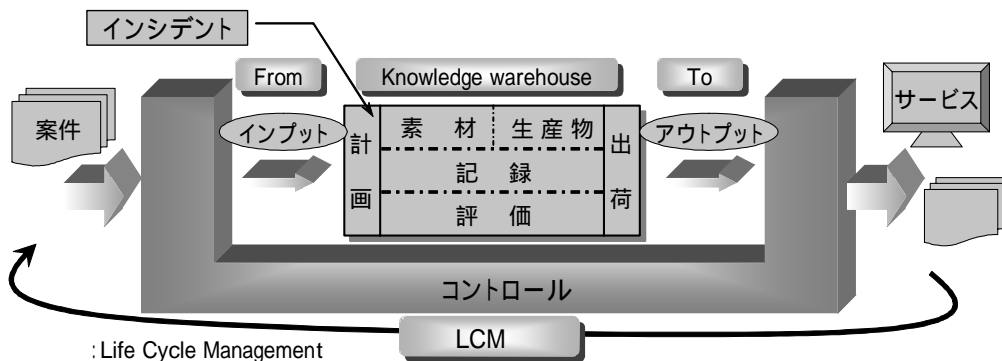 インシデント
From
Knowledge warehouse
To
案件
サービス
インプット
計画
素材
生産物
出荷
アウトプット
記録
評価
コントロール
LCM
: Life Cycle Management